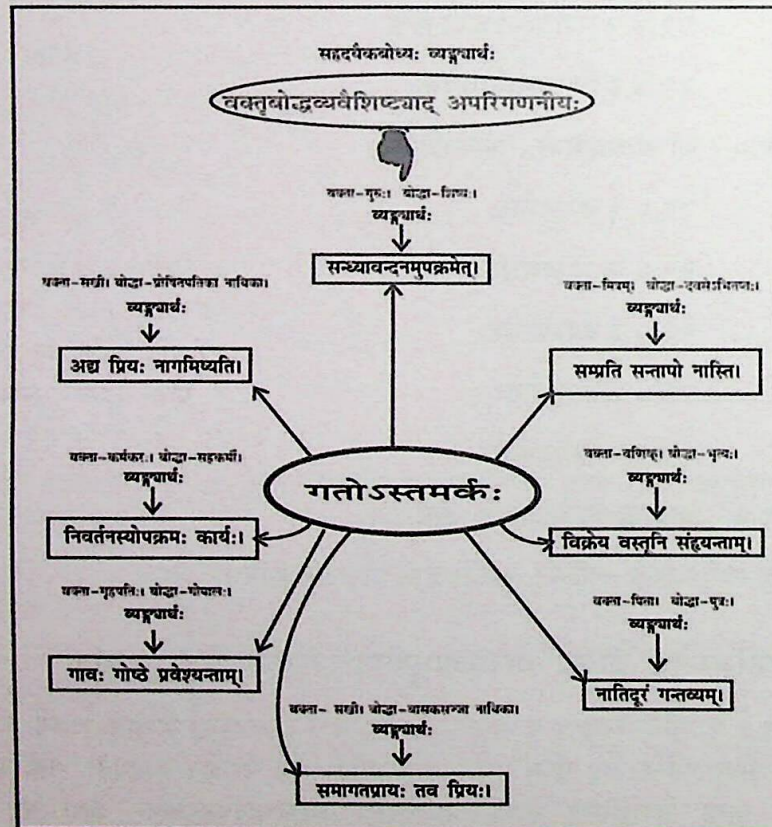 सहृदयैकबोध्यः व्यङ्ग्यार्थः
वक्तृबोद्धव्यवैशिष्ट्याद् अपरिगणनीयः
वक्ता-गुरुः। बोद्धा-शिष्यः।
व्यङ्ग्यार्थः
सन्ध्यावन्दनमुपक्रमेत्।
वक्ता-सखी। बोद्धा-प्रोषितपतिका नायिका।
व्यङ्ग्यार्थः
अद्य प्रियः नागमिष्यति।
वक्ता-मित्रम्। बोद्धा-
व्यङ्ग्यार्थः
सम्प्रति सन्तापो नास्ति।
गतोऽस्तमर्कः
वक्ता-कर्मकरः। बोद्धा-सहकर्मी।
व्यङ्ग्यार्थः
निवर्तनस्योपक्रमः कार्यः।
वक्ता-वणिक्। बोद्धा-भृत्यः।
व्यङ्ग्यार्थः
विक्रेय वस्तूनि संहृयन्ताम्।
वक्ता-गृहपतिः। बोद्धा-गोपालः।
व्यङ्ग्यार्थः
गावः गोष्ठे प्रवेश्यन्ताम्।
वक्ता-पिता। बोद्धा-पुत्रः।
व्यङ्ग्यार्थः
नातिदूरं गन्तव्यम्।
वक्ता- सखी। बोद्धा-वासकसज्जा नायिका।
व्यङ्ग्यार्थः
समागतप्रायः तव प्रियः।